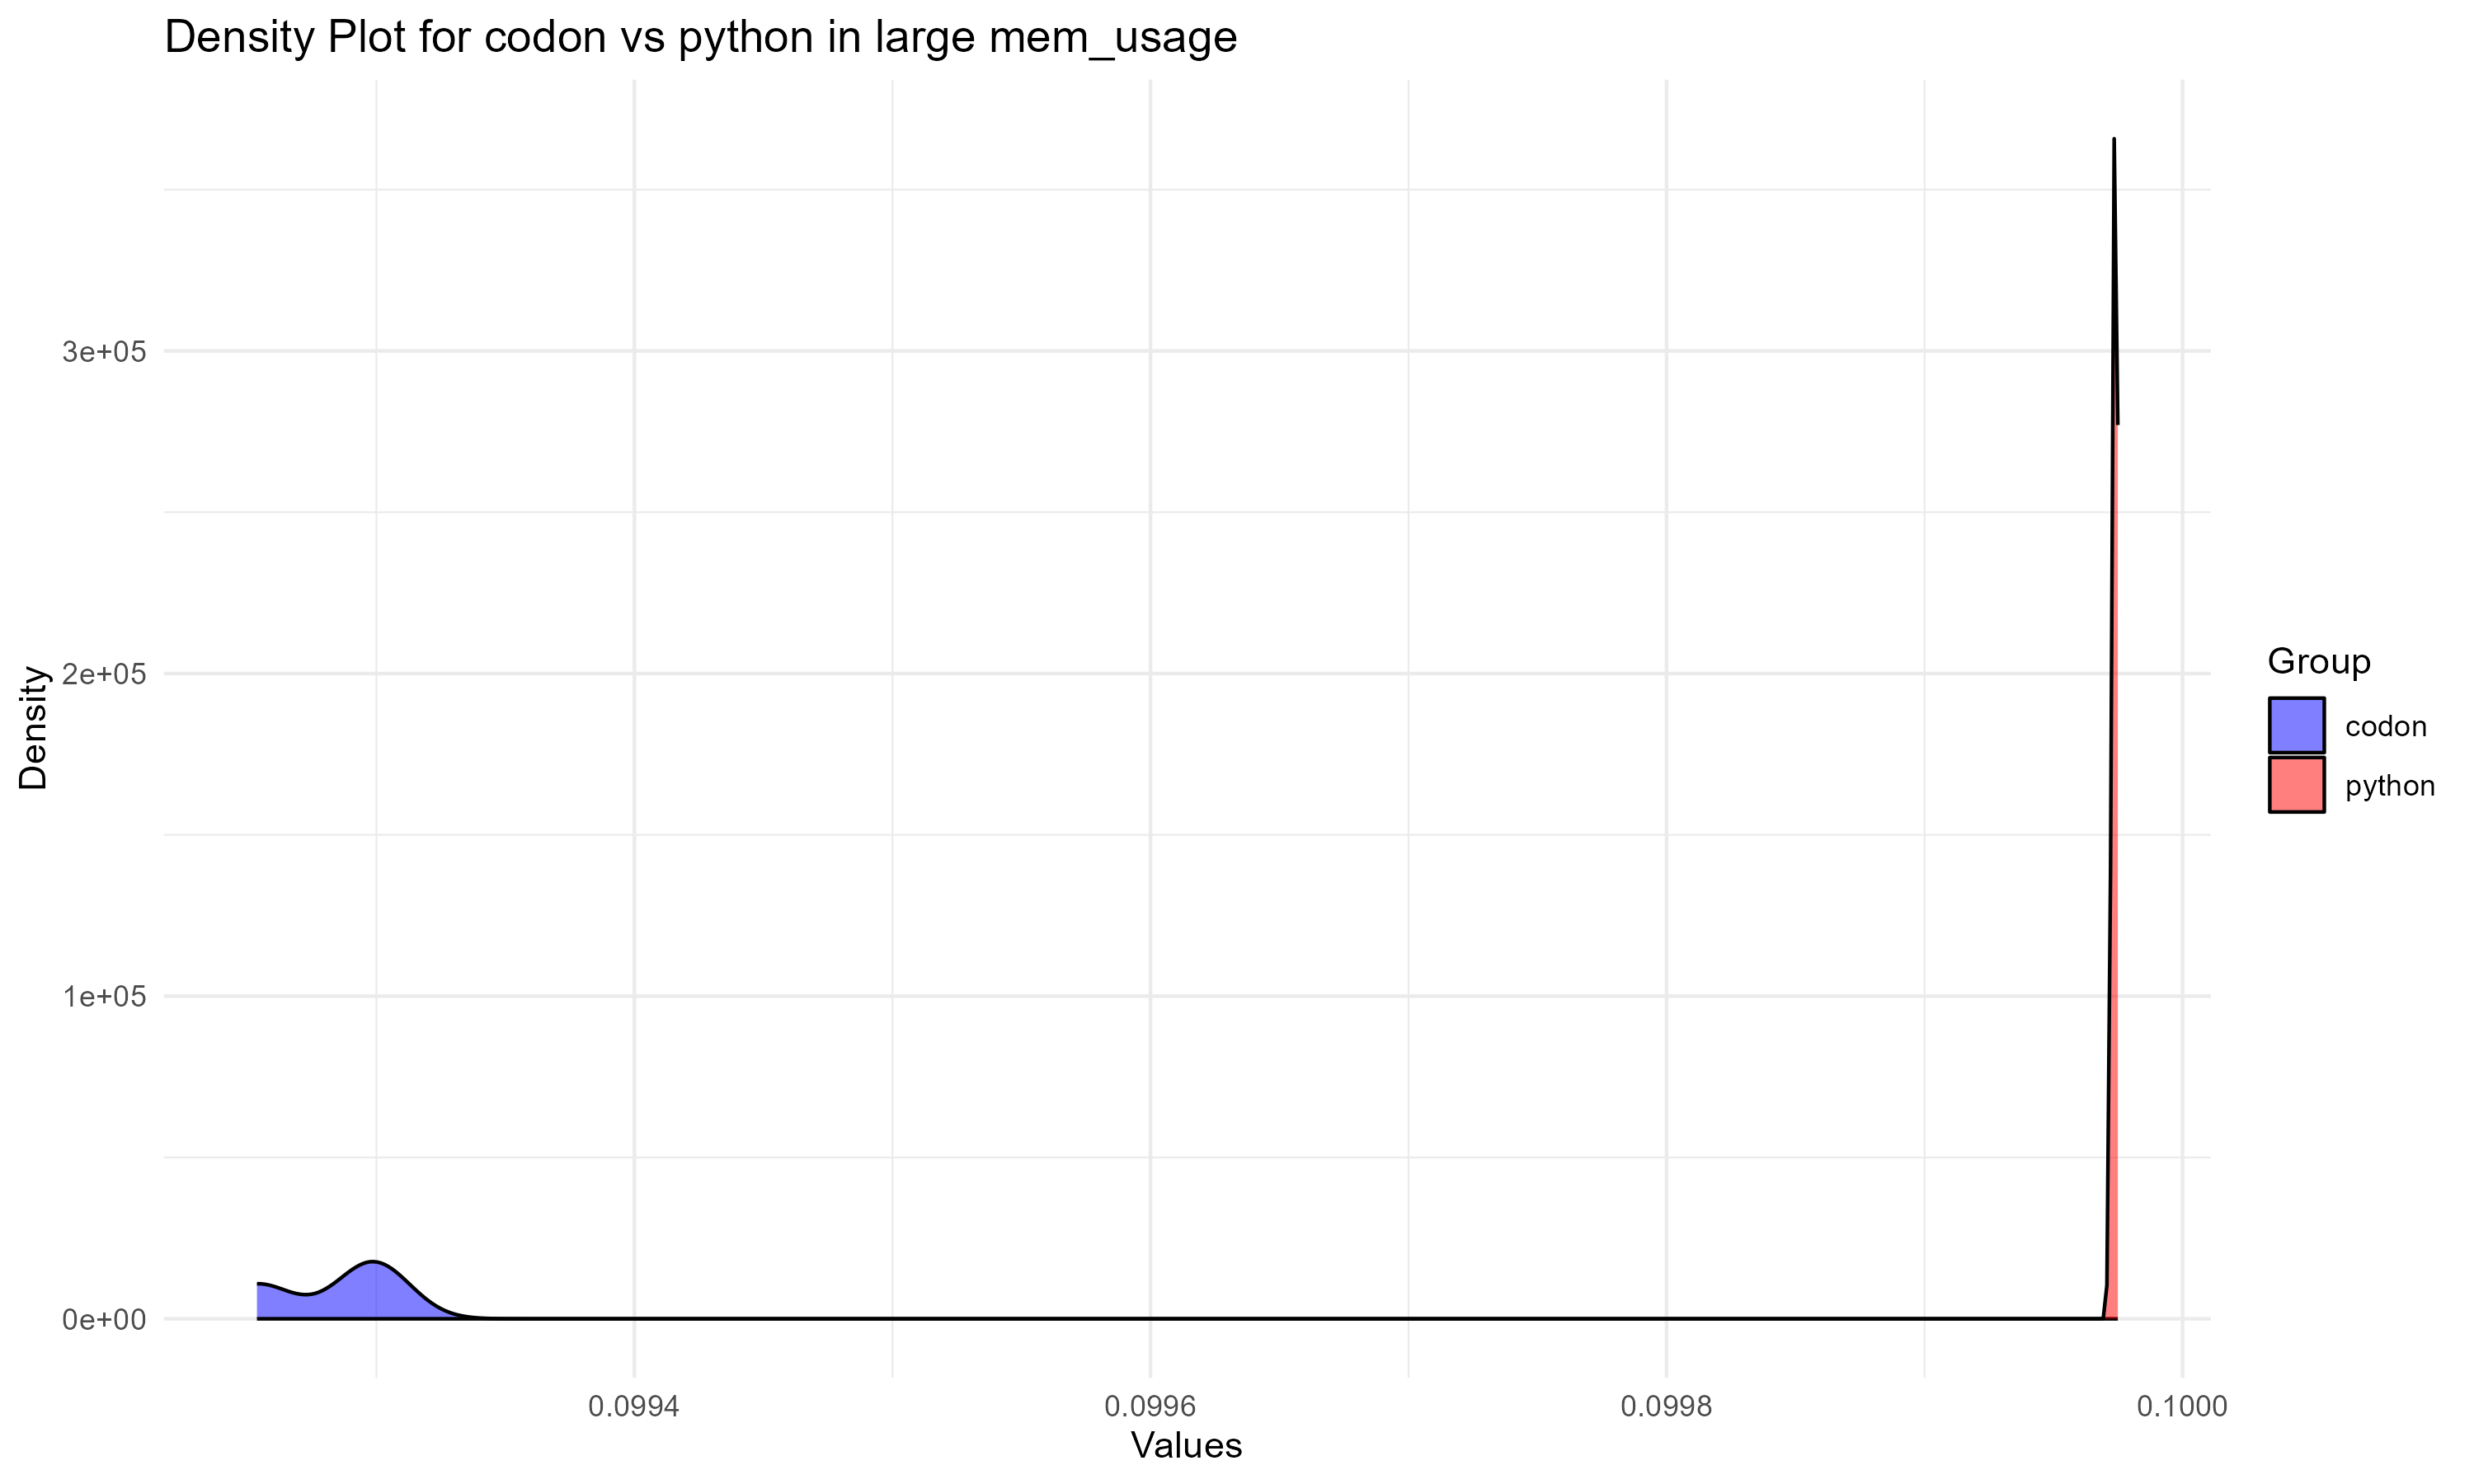 Density Plot for codon vs python in large mem_usage
3e+05
2e+05
1e+05
0e+00
Density
0.0994
0.0996
0.0998
0.1000
Values
Group
codon
python